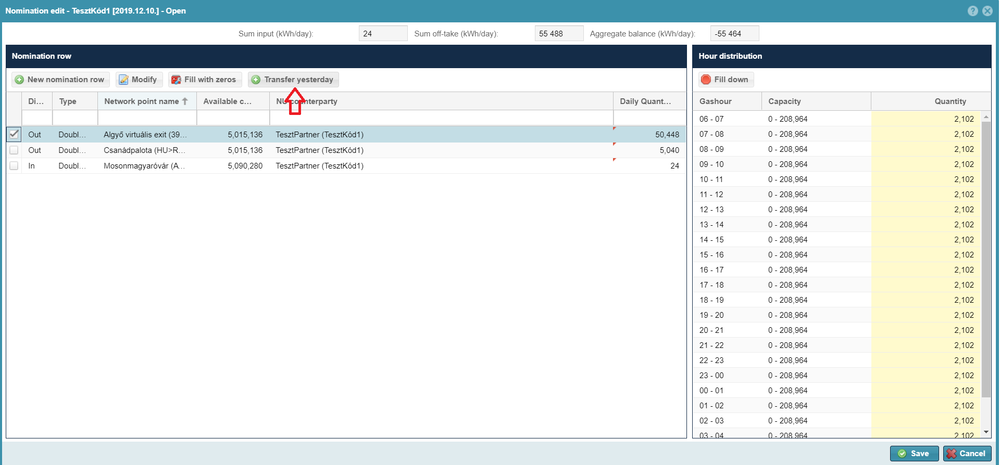 Nomination edit - TesztKód1 [2019.12.10.] - Open
Sum input (kWh/day): 24 Sum off-take (kWh/day): 55 488 Aggregate balance (kWh/day): -55 464
Nomination row
New nomination row Modify Fill with zeros Transfer yesterday
Di... Type Network point name Available c... NU counterparty Daily Quant...
Out Doubl... Algyő virtuális exit (39... 5,015,136 TesztPartner (TesztKód1) 50,448
Out Doubl... Csanádpalota (HU>R... 5,015,136 TesztPartner (TesztKód1) 5,040
In Doubl... Mosonmagyaróvár (A... 5,090,280 TesztPartner (TesztKód1) 24
Hour distribution
Fill down
Gashour Capacity Quantity
06 - 07 0 - 208,964 2,102
07 - 08 0 - 208,964 2,102
08 - 09 0 - 208,964 2,102
09 - 10 0 - 208,964 2,102
10 - 11 0 - 208,964 2,102
11 - 12 0 - 208,964 2,102
12 - 13 0 - 208,964 2,102
13 - 14 0 - 208,964 2,102
14 - 15 0 - 208,964 2,102
15 - 16 0 - 208,964 2,102
16 - 17 0 - 208,964 2,102
17 - 18 0 - 208,964 2,102
18 - 19 0 - 208,964 2,102
19 - 20 0 - 208,964 2,102
20 - 21 0 - 208,964 2,102
21 - 22 0 - 208,964 2,102
22 - 23 0 - 208,964 2,102
23 - 00 0 - 208,964 2,102
00 - 01 0 - 208,964 2,102
01 - 02 0 - 208,964 2,102
02 - 03 0 - 208,964 2,102
03 - 04 0 - 208,964 2,102
Save Cancel